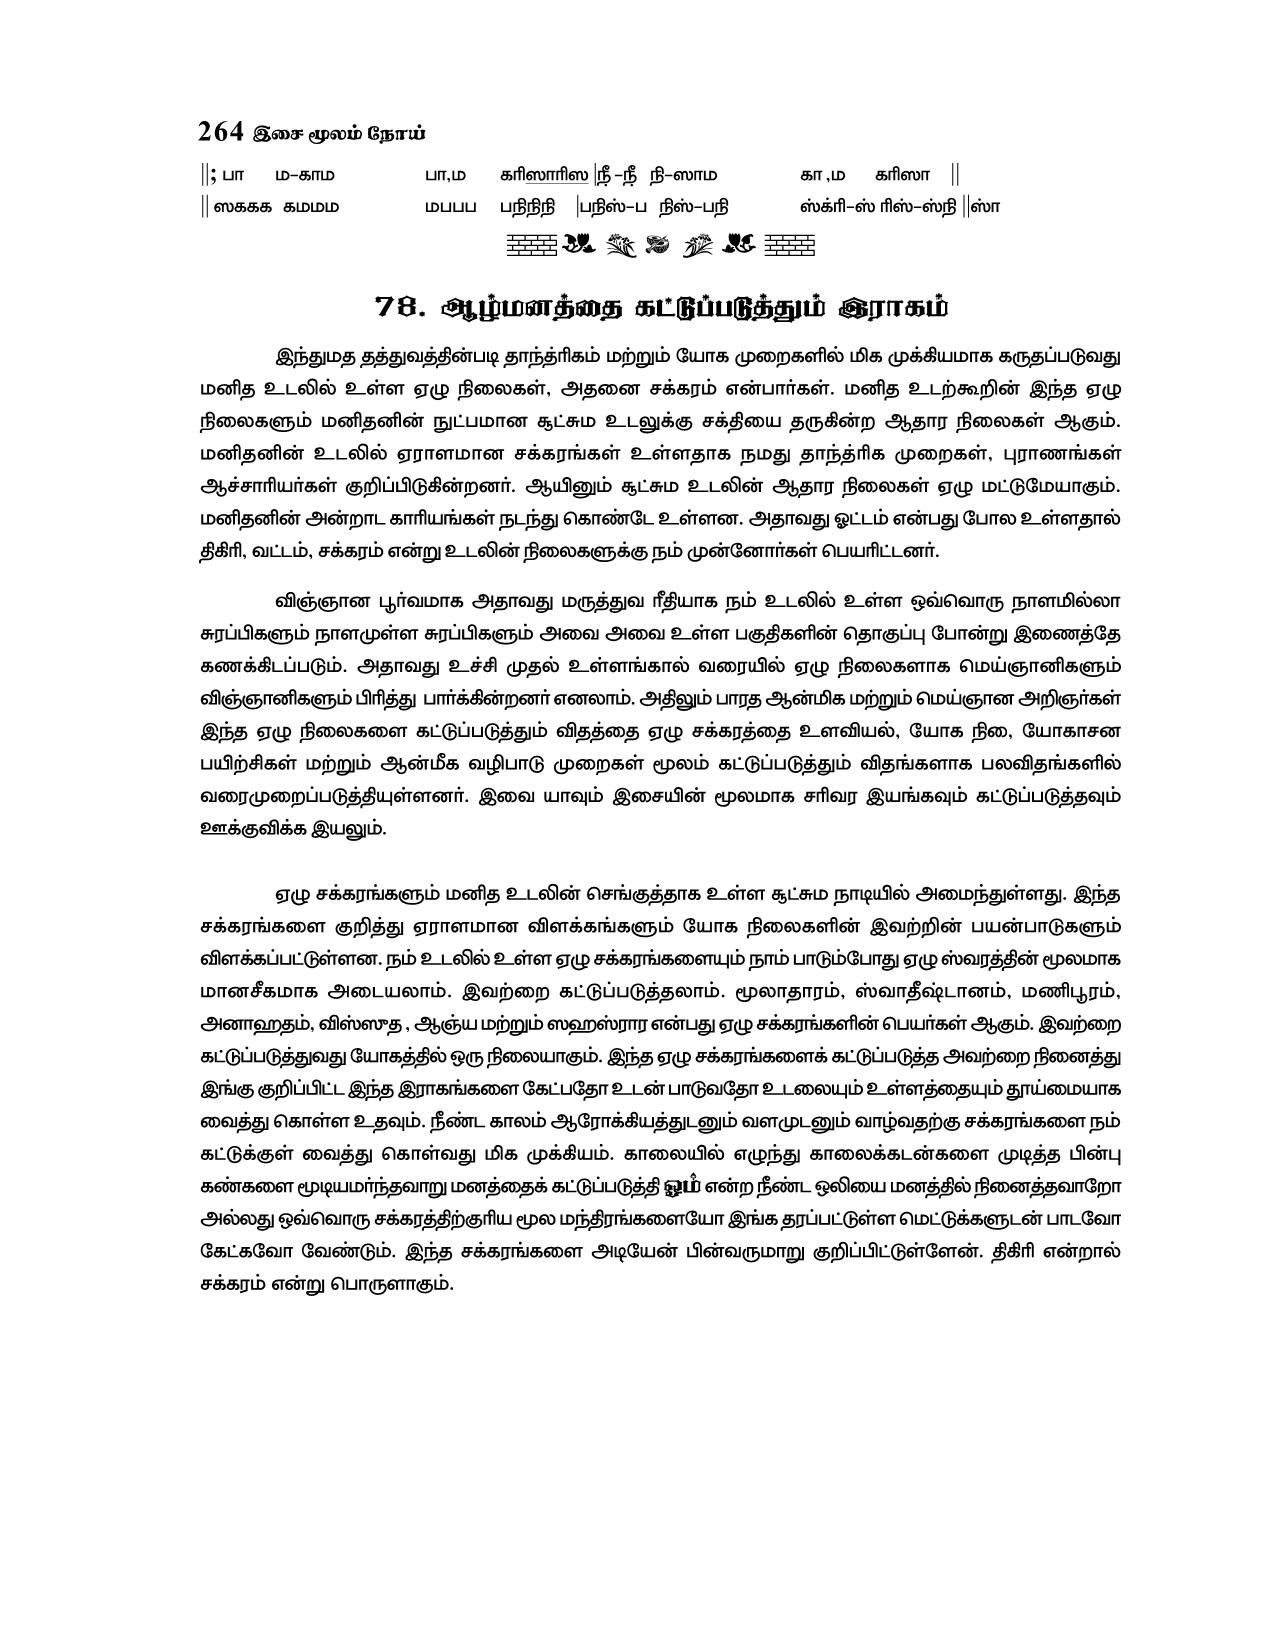 264 இசை மூலம் நோய்
||; பா ம-காம பா,ம கரிஸாரிஸ |நீ -நீ நி-ஸாம கா ,ம கரிஸா ||
|| ஸககக கமமம மபபப பநிநிநி |பநிஸ்-ப நிஸ்-பநி ஸ்க்ரி-ஸ் ரிஸ்-ஸ்நி ||ஸ்ா
78. ஆழ்மனத்தை கட்டுப்படுத்தும் இராகம்
இந்துமத தத்துவத்தின்படி தாந்த்ரிகம் மற்றும் யோக முறைகளில் மிக முக்கியமாக கருதப்படுவது
மனித உடலில் உள்ள ஏழு நிலைகள், அதனை சக்கரம் என்பார்கள். மனித உடற்கூறின் இந்த ஏழு
நிலைகளும் மனிதனின் நுட்பமான சூட்சும உடலுக்கு சக்தியை தருகின்ற ஆதார நிலைகள் ஆகும்.
மனிதனின் உடலில் ஏராளமான சக்கரங்கள் உள்ளதாக நமது தாந்த்ரிக முறைகள், புராணங்கள்
ஆச்சாரியர்கள் குறிப்பிடுகின்றனர். ஆயினும் சூட்சும உடலின் ஆதார நிலைகள் ஏழு மட்டுமேயாகும்.
மனிதனின் அன்றாட காரியங்கள் நடந்து கொண்டே உள்ளன. அதாவது ஓட்டம் என்பது போல உள்ளதால்
திகிரி, வட்டம், சக்கரம் என்று உடலின் நிலைகளுக்கு நம் முன்னோர்கள் பெயரிட்டனர்.
விஞ்ஞான பூர்வமாக அதாவது மருத்துவ ரீதியாக நம் உடலில் உள்ள ஒவ்வொரு நாளமில்லா
சுரப்பிகளும் நாளமுள்ள சுரப்பிகளும் அவை அவை உள்ள பகுதிகளின் தொகுப்பு போன்று இணைத்தே
கணக்கிடப்படும். அதாவது உச்சி முதல் உள்ளங்கால் வரையில் ஏழு நிலைகளாக மெய்ஞானிகளும்
விஞ்ஞானிகளும் பிரித்து பார்க்கின்றனர் எனலாம். அதிலும் பாரத ஆன்மிக மற்றும் மெய்ஞான அறிஞர்கள்
இந்த ஏழு நிலைகளை கட்டுப்படுத்தும் விதத்தை ஏழு சக்கரத்தை உளவியல், யோக நிடை, யோகாசன
பயிற்சிகள் மற்றும் ஆன்மீக வழிபாடு முறைகள் மூலம் கட்டுப்படுத்தும் விதங்களாக பலவிதங்களில்
வரைமுறைப்படுத்தியுள்ளனர். இவை யாவும் இசையின் மூலமாக சரிவர இயங்கவும் கட்டுப்படுத்தவும்
ஊக்குவிக்க இயலும்.
ஏழு சக்கரங்களும் மனித உடலின் செங்குத்தாக உள்ள சூட்சும நாடியில் அமைந்துள்ளது. இந்த
சக்கரங்களை குறித்து ஏராளமான விளக்கங்களும் யோக நிலைகளின் இவற்றின் பயன்பாடுகளும்
விளக்கப்பட்டுள்ளன. நம் உடலில் உள்ள ஏழு சக்கரங்களையும் நாம் பாடும்போது ஏழு ஸ்வரத்தின் மூலமாக
மானசீகமாக அடையலாம். இவற்றை கட்டுப்படுத்தலாம். மூலாதாரம், ஸ்வாதீஷ்டானம், மணிபூரம்,
அனாஹதம், விஸ்ஸுத , ஆஞ்ய மற்றும் ஸஹஸ்ரார என்பது ஏழு சக்கரங்களின் பெயர்கள் ஆகும். இவற்றை
கட்டுப்படுத்துவது யோகத்தில் ஒரு நிலையாகும். இந்த ஏழு சக்கரங்களைக் கட்டுப்படுத்த அவற்றை நினைத்து
இங்கு குறிப்பிட்ட இந்த இராகங்களை கேட்பதோ உடன் பாடுவதோ உடலையும் உள்ளத்தையும் தூய்மையாக
வைத்து கொள்ள உதவும். நீண்ட காலம் ஆரோக்கியத்துடனும் வளமுடனும் வாழ்வதற்கு சக்கரங்களை நம்
கட்டுக்குள் வைத்து கொள்வது மிக முக்கியம். காலையில் எழுந்து காலைக்கடன்களை முடித்த பின்பு
கண்களை மூடியமர்ந்தவாறு மனத்தைக் கட்டுப்படுத்தி ஓம் என்ற நீண்ட ஒலியை மனத்தில் நினைத்தவாறோ
அல்லது ஒவ்வொரு சக்கரத்திற்குரிய மூல மந்திரங்களையோ இங்க தரப்பட்டுள்ள மெட்டுக்களுடன் பாடவோ
கேட்கவோ வேண்டும். இந்த சக்கரங்களை அடியேன் பின்வருமாறு குறிப்பிட்டுள்ளேன். திகிரி என்றால்
சக்கரம் என்று பொருளாகும்.